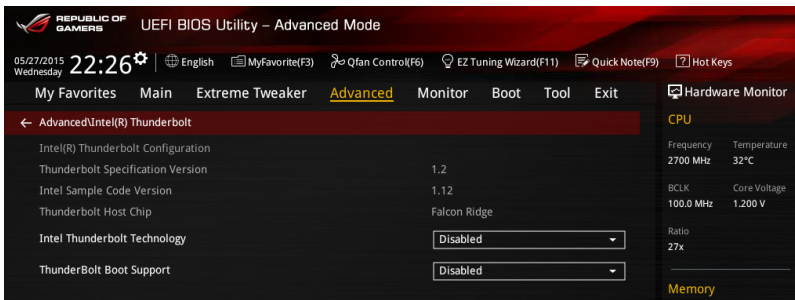 REPUBLIC OF
GAMERS
UEFI BIOS Utility – Advanced Mode
05/27/2015
Wednesday
22:26
English
MyFavorite(F3)
Qfan Control(F6)
EZ Tuning Wizard(F11)
Quick Note(F9)
? Hot Keys
My Favorites Main Extreme Tweaker Advanced Monitor Boot Tool Exit
Hardware Monitor
← Advanced\Intel(R) Thunderbolt
Intel(R) Thunderbolt Configuration
Thunderbolt Specification Version 1.2
Intel Sample Code Version 1.12
Thunderbolt Host Chip Falcon Ridge
Intel Thunderbolt Technology Disabled
ThunderBolt Boot Support Disabled
CPU
Frequency Temperature
2700 MHz 32°C
BCLK Core Voltage
100.0 MHz 1.200 V
Ratio
27x
Memory